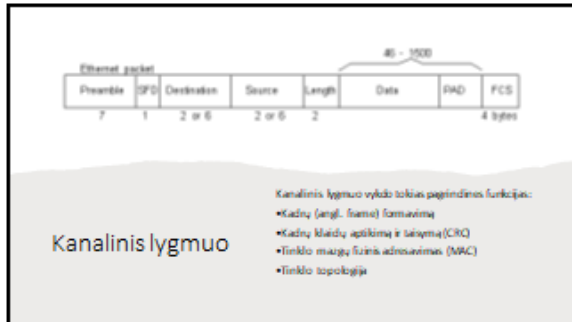 46 - 1500
Ethernet packet
Preamble SFD Destination Source Length Data PAD FCS
7 1 2 or 6 2 or 6 2 4 bytes
Kanalinis lygmuo vykdo tokias pagrindines funkcijas:
•Kadrų (angl. frame) formavimą
•Kadrų klaidų aptikimą ir taisymą (CRC)
•Tinklo mazgų fizinis adresavimas (MAC)
•Tinklo topologija
Kanalinis lygmuo